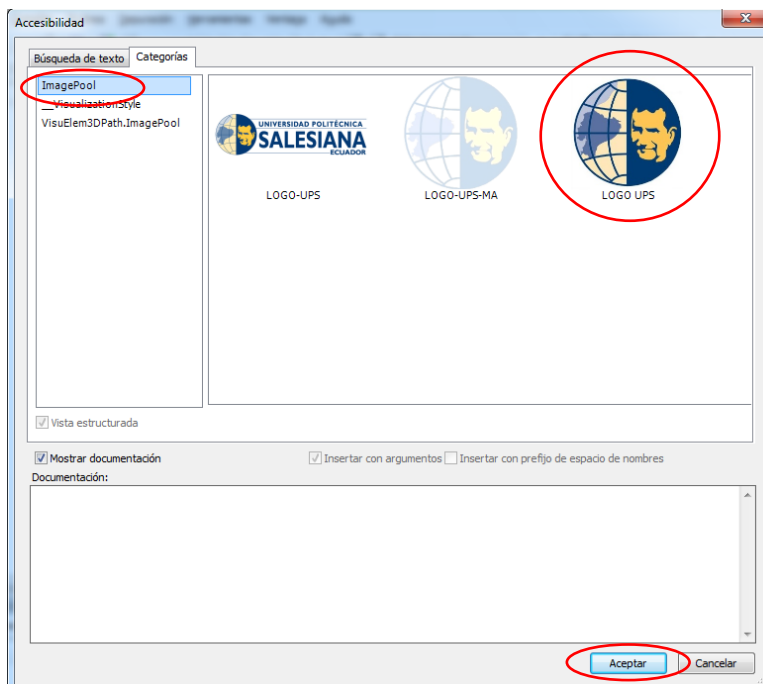 Accesibilidad
Búsqueda de texto Categorías
ImagePool
__VisualizationStyle
VisuElem3DPath.ImagePool
UNIVERSIDAD POLITÉCNICA
SALESIANA
ECUADOR
LOGO-UPS LOGO-UPS-MA LOGO UPS
Vista estructurada
Mostrar documentación Insertar con argumentos Insertar con prefijo de espacio de nombres
Documentación:
Aceptar Cancelar